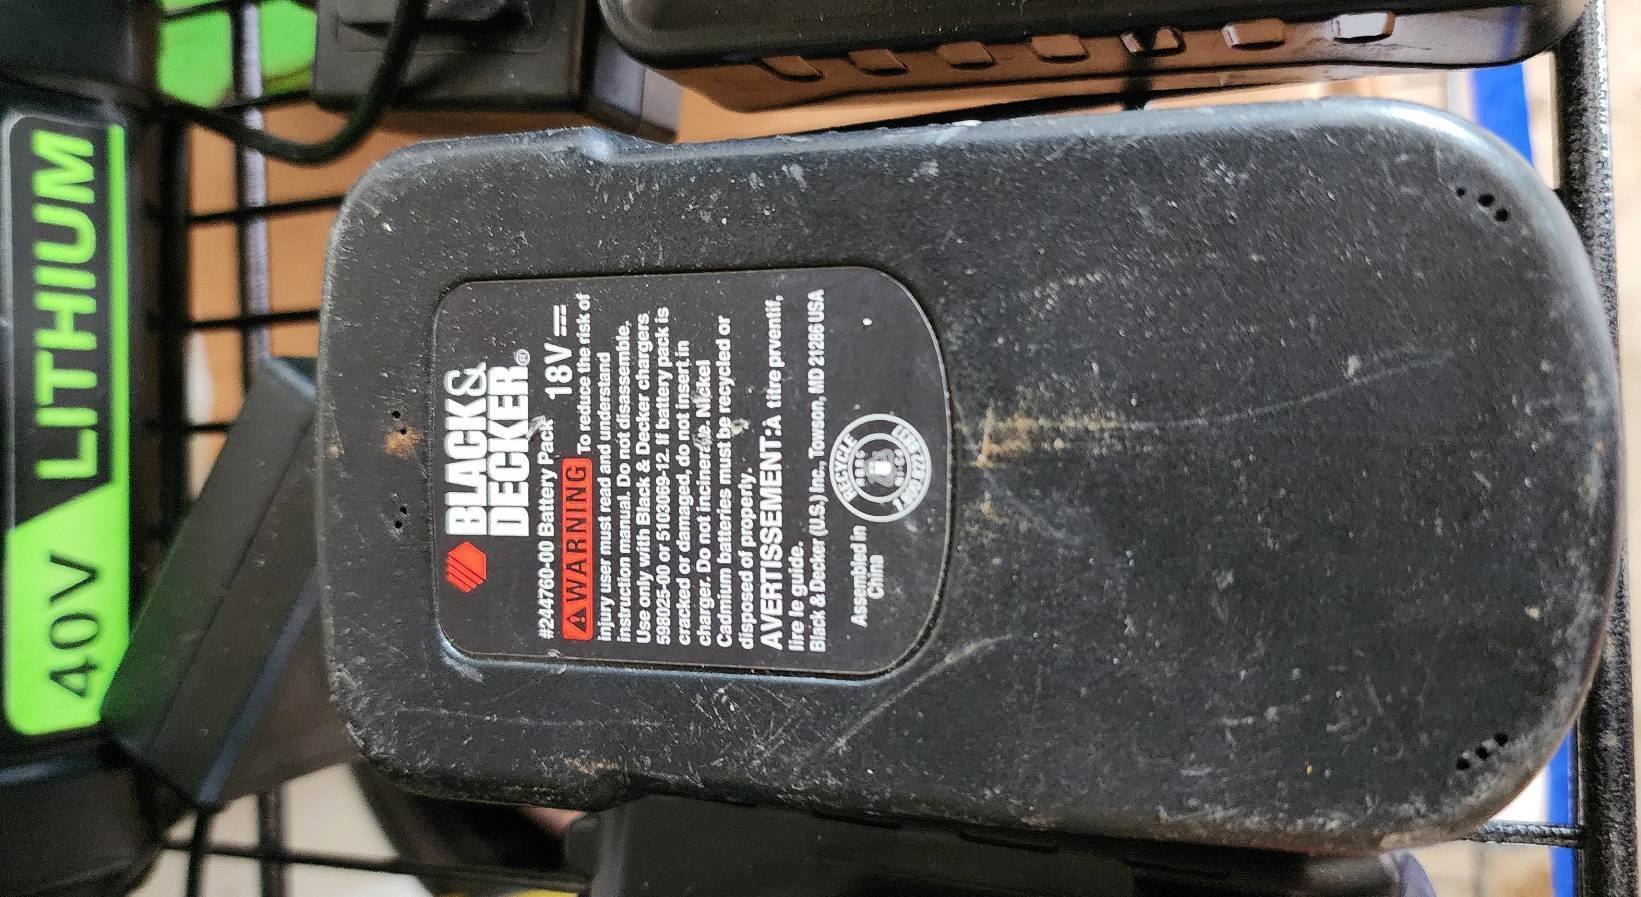 40V LITHIUM
BLACK&
DECKER®
#244760-00 Battery Pack 18V
WARNING To reduce the risk of
injury user must read and understand
instruction manual. Do not disassemble.
Use only with Black & Decker chargers
598025-00 or 5103069-12. If battery pack is
cracked or damaged, do not insert in
charger. Do not incinerate. Nickel
Cadmium batteries must be recycled or
disposed of properly.
AVERTISSEMENT:À titre prventif,
lire le guide.
Black & Decker (U.S.) Inc., Towson, MD 21286 USA
Assembled in
China
RECYCLE